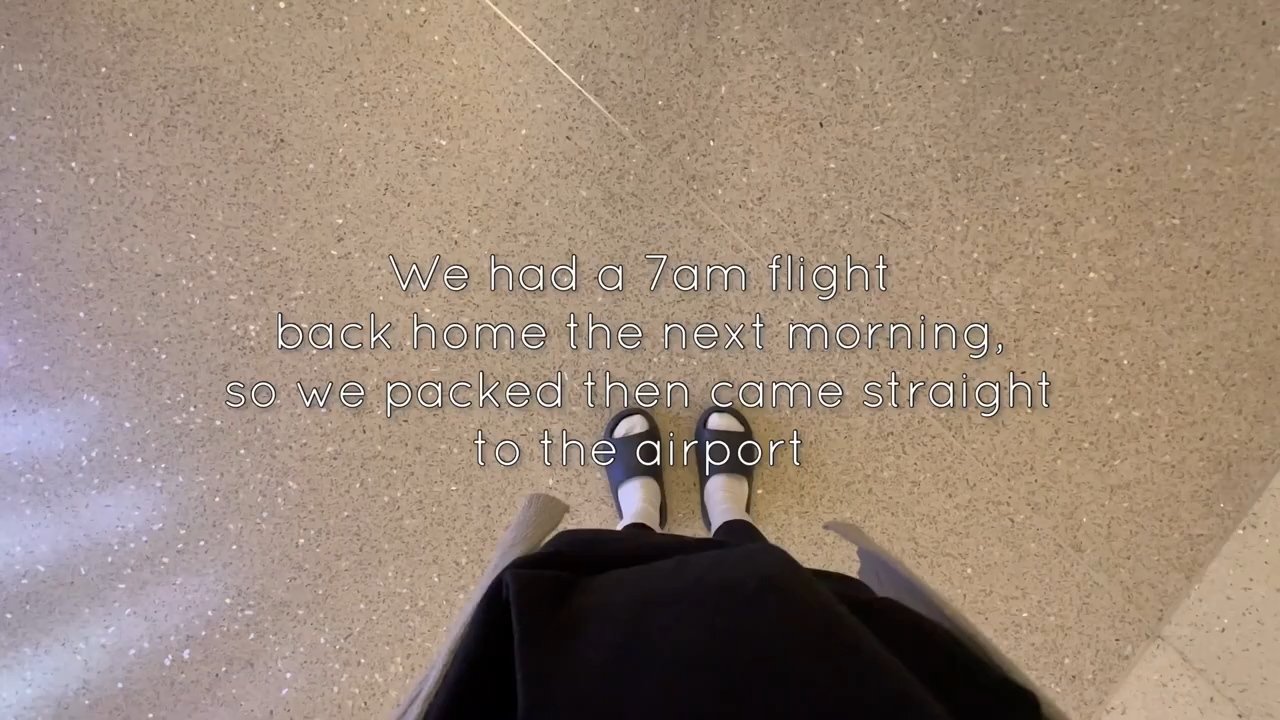 We had a 7am flight
back home the next morning,
so we packed then came straight
to the airport